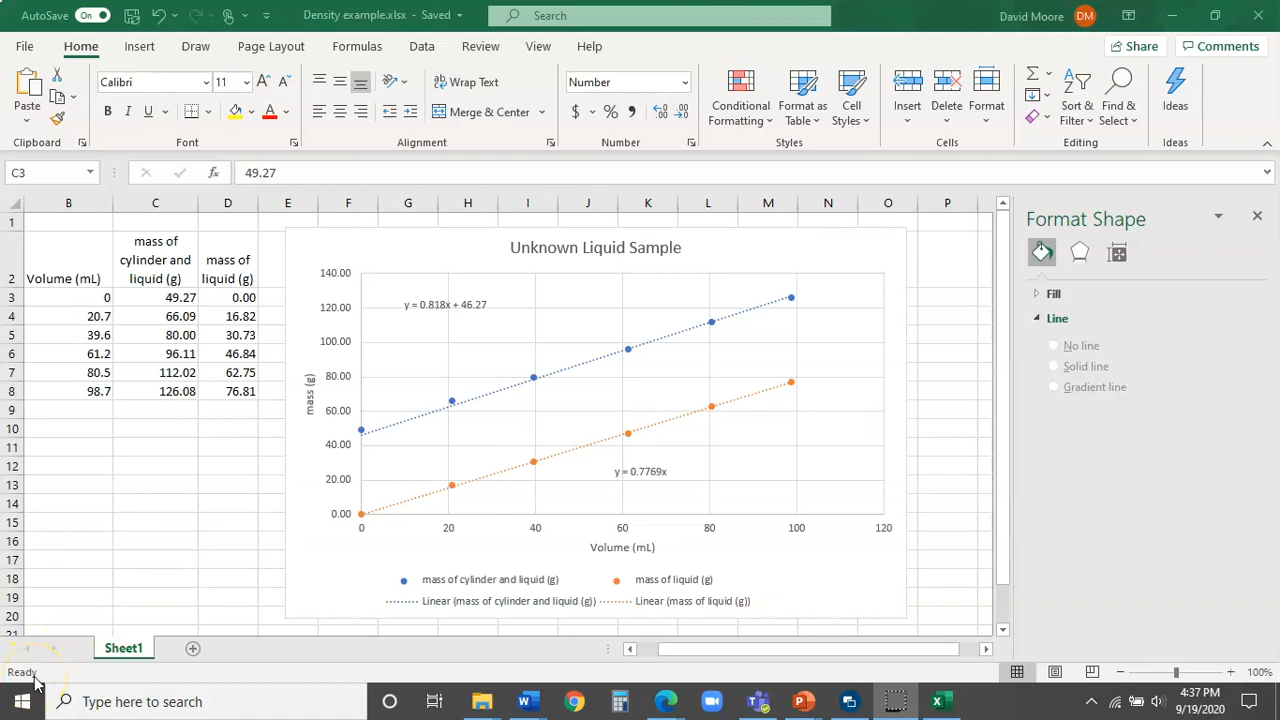 AutoSave On Density example.xlsx - Saved Search David Moore DM
File Home Insert Draw Page Layout Formulas Data Review View Help Share Comments
Paste Calibri 11 Wrap Text Number Conditional Formatting Format as Table Cell Styles Insert Delete Format Sort & Filter Find & Select Ideas
B I U A Merge & Center $ %
Clipboard Font Alignment Number Styles Cells Editing Ideas
C3 fx 49.27
B C D E F G H I J K L M N O P
1
2 Volume (mL) mass of cylinder and liquid (g) mass of liquid (g)
3 0 49.27 0.00
4 20.7 66.09 16.82
5 39.6 80.00 30.73
6 61.2 96.11 46.84
7 80.5 112.02 62.75
8 98.7 126.08 76.81
9
10
11
12
13
14
15
16
17
18
19
20
21
Unknown Liquid Sample
140.00
120.00
100.00
80.00
60.00
40.00
20.00
0.00
mass (g)
y = 0.818x + 46.27
y = 0.7769x
0 20 40 60 80 100 120
Volume (mL)
mass of cylinder and liquid (g) mass of liquid (g)
Linear (mass of cylinder and liquid (g)) Linear (mass of liquid (g))
Format Shape
Fill
Line
No line
Solid line
Gradient line
Sheet1
Ready 100%
Type here to search
4:37 PM
9/19/2020